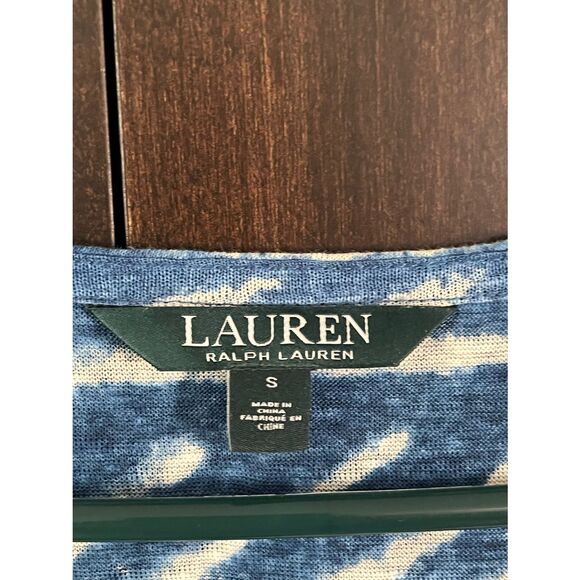 LAUREN
RALPH LAUREN
S
MADE IN
CHINA
FABRIQUÉ EN
CHINE